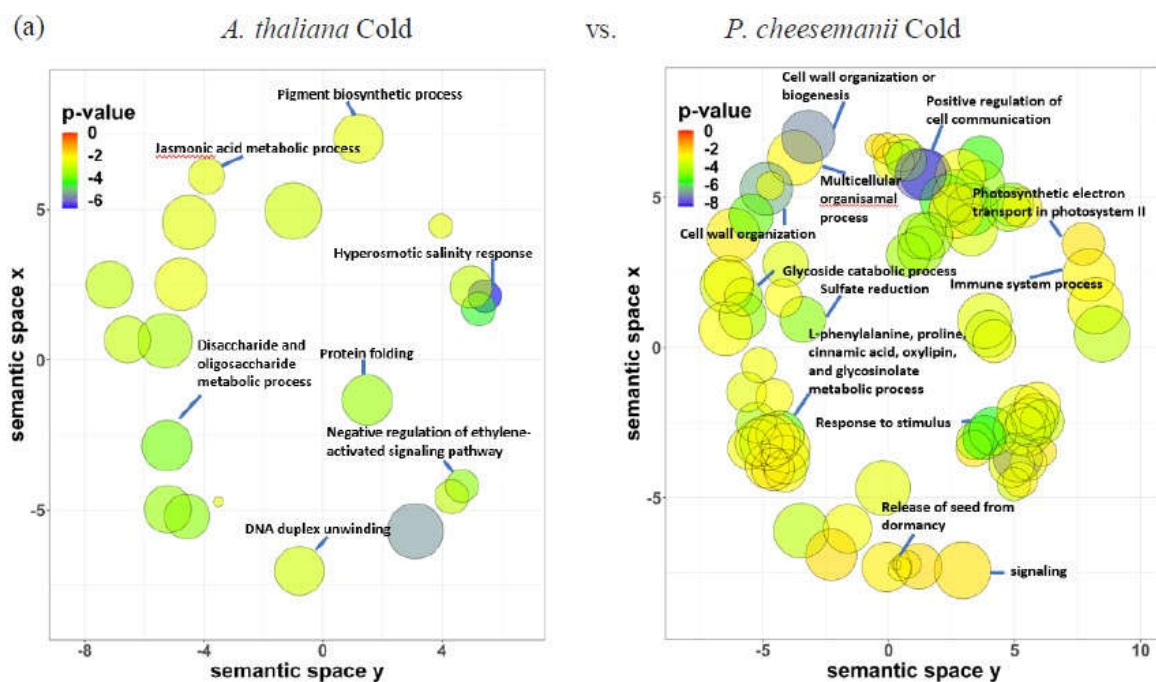 (a) A. thaliana Cold vs. P. cheesemanii Cold
p-value
0
-2
-4
-6
Pigment biosynthetic process
Jasmonic acid metabolic process
Hyperosmotic salinity response
Disaccharide and
oligosaccharide
metabolic process
Protein folding
Negative regulation of ethylene-
activated signaling pathway
DNA duplex unwinding
semantic space x
5
0
-5
-8
-4
0
4
semantic space y
p-value
0
-2
-4
-6
-8
Cell wall organization or
biogenesis
Positive regulation of
cell communication
Multicellular
organisamal
process
Photosynthetic electron
transport in photosystem II
Cell wall organization
Glycoside catabolic process
Sulfate reduction
Immune system process
L-phenylalanine, proline,
cinnamic acid, oxylipin,
and glycosinolate
metabolic process
Response to stimulus
Release of seed from
dormancy
signaling
semantic space x
5
0
-5
-5
0
5
10
semantic space y